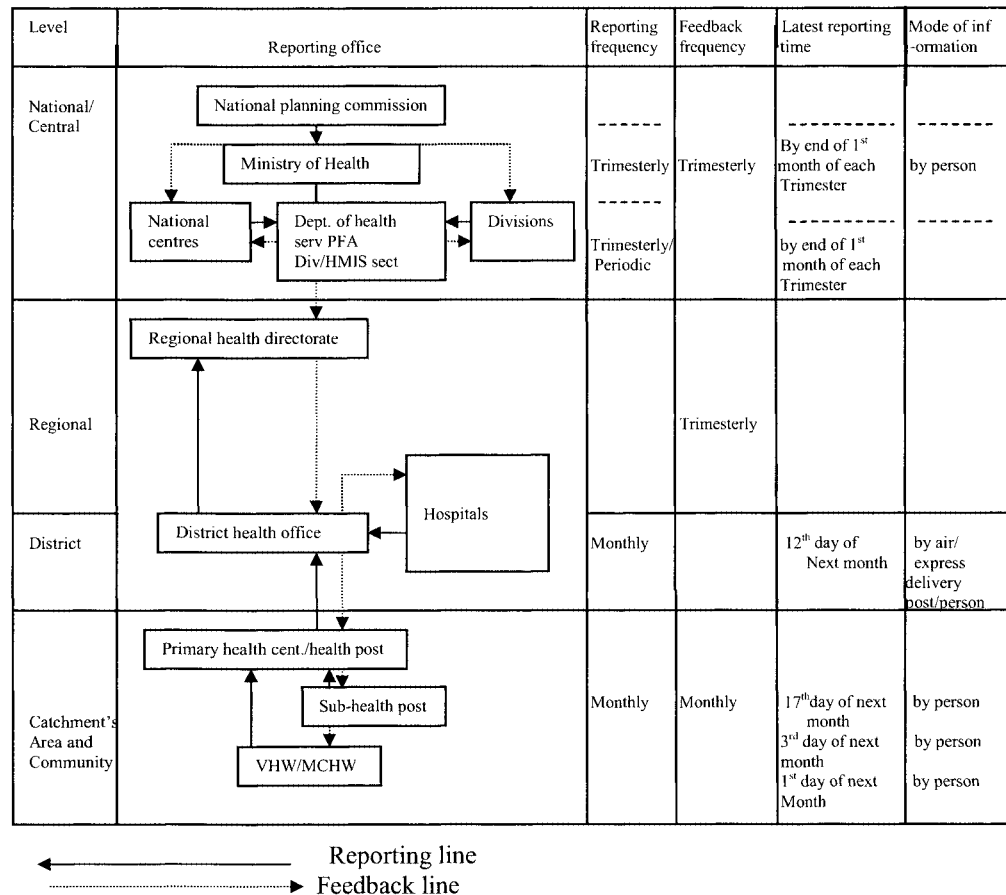 Level
Reporting office
Reporting frequency
Feedback frequency
Latest reporting time
Mode of inf -ormation
National/
Central
National planning commission
Ministry of Health
National centres
Dept. of health
serv PFA
Div/HMIS sect
Divisions
Trimesterly
Trimesterly
By end of 1st
month of each
Trimester
by person
Trimesterly/
Periodic
by end of 1st
month of each
Trimester
Regional health directorate
Regional
Trimesterly
Hospitals
District health office
District
Monthly
12th day of
Next month
by air/
express
delivery
post/person
Primary health cent./health post
Sub-health post
VHW/MCHW
Catchment's
Area and
Community
Monthly
Monthly
17th day of next
month
by person
3rd day of next
month
by person
1st day of next
Month
by person
Reporting line
Feedback line